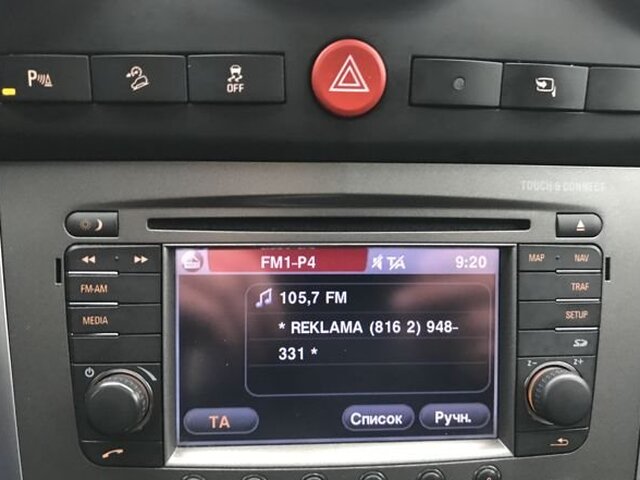 P
OFF
TOUCH & CONNECT
MAP NAV
FM1-P4 TA 9:20
FM-AM
TRAF
105,7 FM
MEDIA
SETUP
* REKLAMA (816 2) 948-
331 *
SD
z- z+
TA Список Ручн.